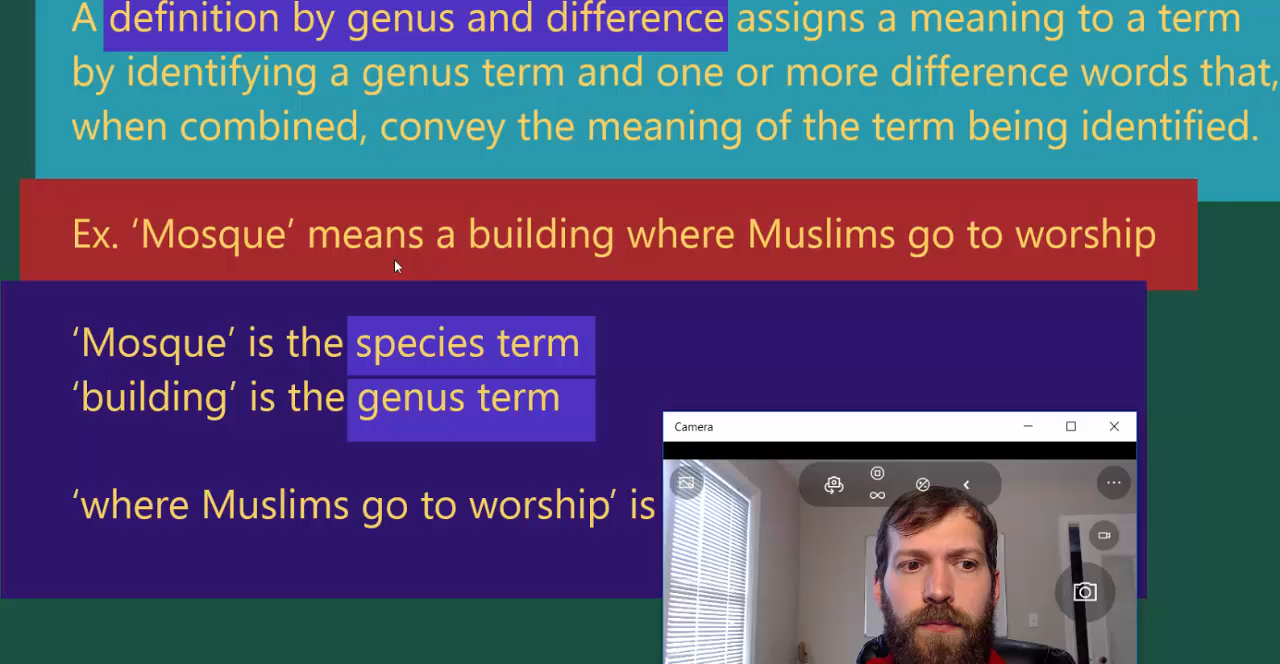 A definition by genus and difference assigns a meaning to a term
by identifying a genus term and one or more difference words that,
when combined, convey the meaning of the term being identified.
Ex. ‘Mosque’ means a building where Muslims go to worship
‘Mosque’ is the species term
‘building’ is the genus term
Camera
‘where Muslims go to worship’ is